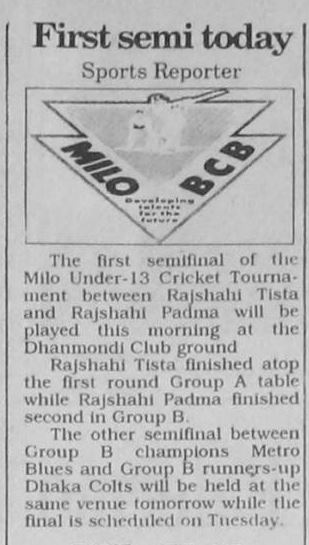 First semi today
Sports Reporter
MILO
BCB
Developing
talents
for the
future
The first semifinal of the
Milo Under-13 Cricket Tourna-
ment between Rajshahi Tista
and Rajshahi Padma will be
played this morning at the
Dhanmondi Club ground
Rajshahi Tista finished atop
the first round Group A table
while Rajshahi Padma finished
second in Group B.
The other semifinal between
Group B champions Metro
Blues and Group B runners-up
Dhaka Colts will be held at the
same venue tomorrow while the
final is scheduled on Tuesday.